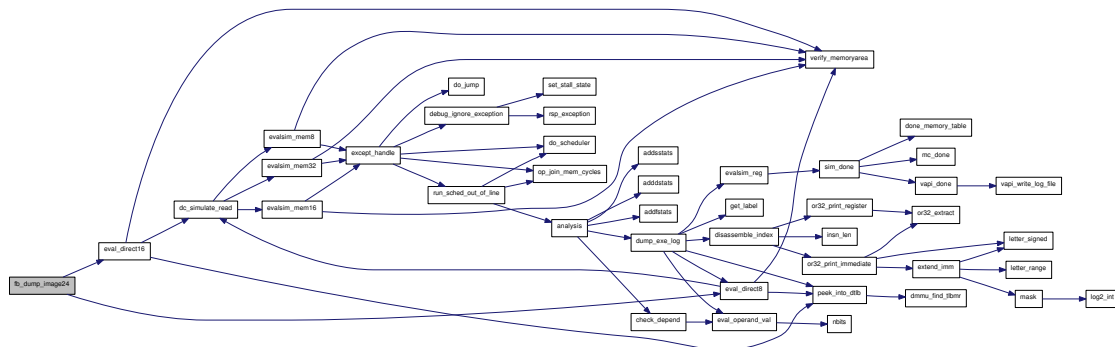 fb_dump_image24
eval_direct16
dc_simulate_read
evalsim_mem8
evalsim_mem32
evalsim_mem16
except_handle
do_jump
debug_ignore_exception
run_sched_out_of_line
set_stall_state
rsp_exception
do_scheduler
op_join_mem_cycles
analysis
addsstats
adddstats
addfstats
dump_exe_log
check_depend
verify_memoryarea
evalsim_reg
get_label
disassemble_index
eval_direct8
eval_operand_val
sim_done
or32_print_register
insn_len
or32_print_immediate
peek_into_dtlb
nbits
done_memory_table
mc_done
vapi_done
or32_extract
extend_imm
dmmu_find_tlbmr
vapi_write_log_file
letter_signed
letter_range
mask
log2_int